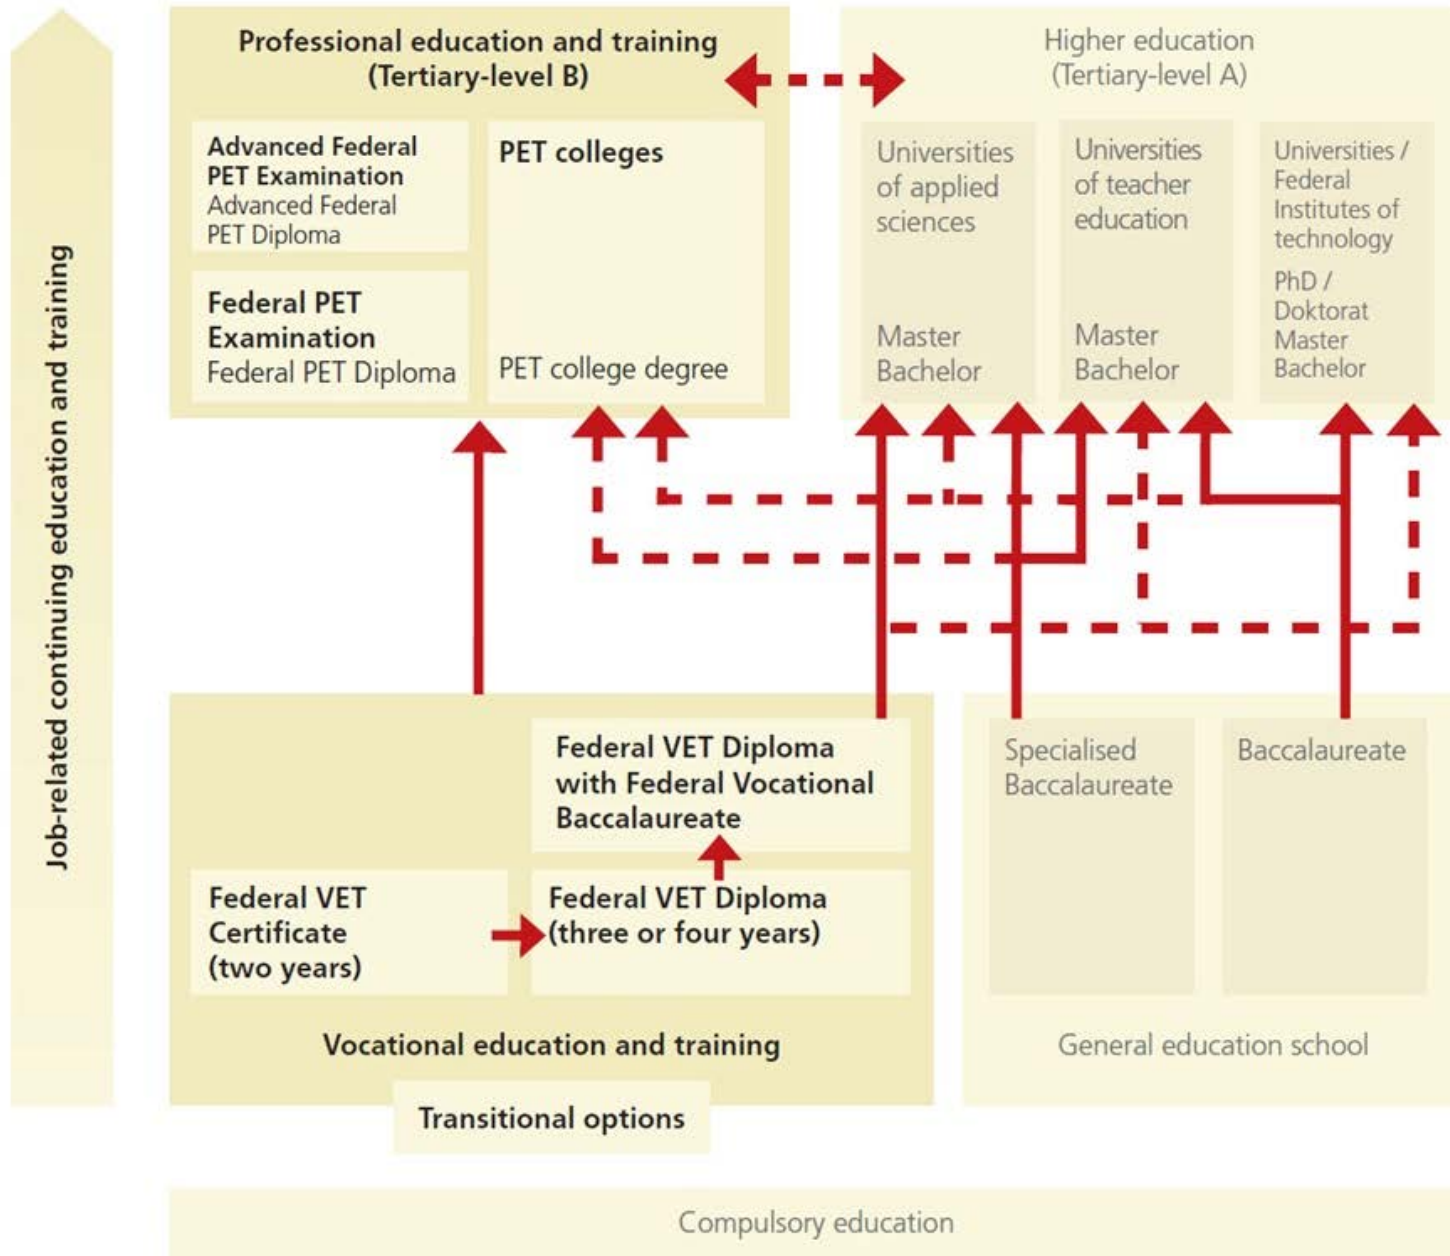 Job-related continuing education and training
Professional education and training
(Tertiary-level B)
Advanced Federal
PET Examination
Advanced Federal
PET Diploma
Federal PET
Examination
Federal PET Diploma
PET colleges
PET college degree
Higher education
(Tertiary-level A)
Universities
of applied
sciences
Master
Bachelor
Universities
of teacher
education
Master
Bachelor
Universities /
Federal
Institutes of
technology
PhD /
Doktorat
Master
Bachelor
Federal VET Diploma
with Federal Vocational
Baccalaureate
Federal VET
Certificate
(two years)
Federal VET Diploma
(three or four years)
Vocational education and training
Transitional options
Specialised
Baccalaureate
Baccalaureate
General education school
Compulsory education